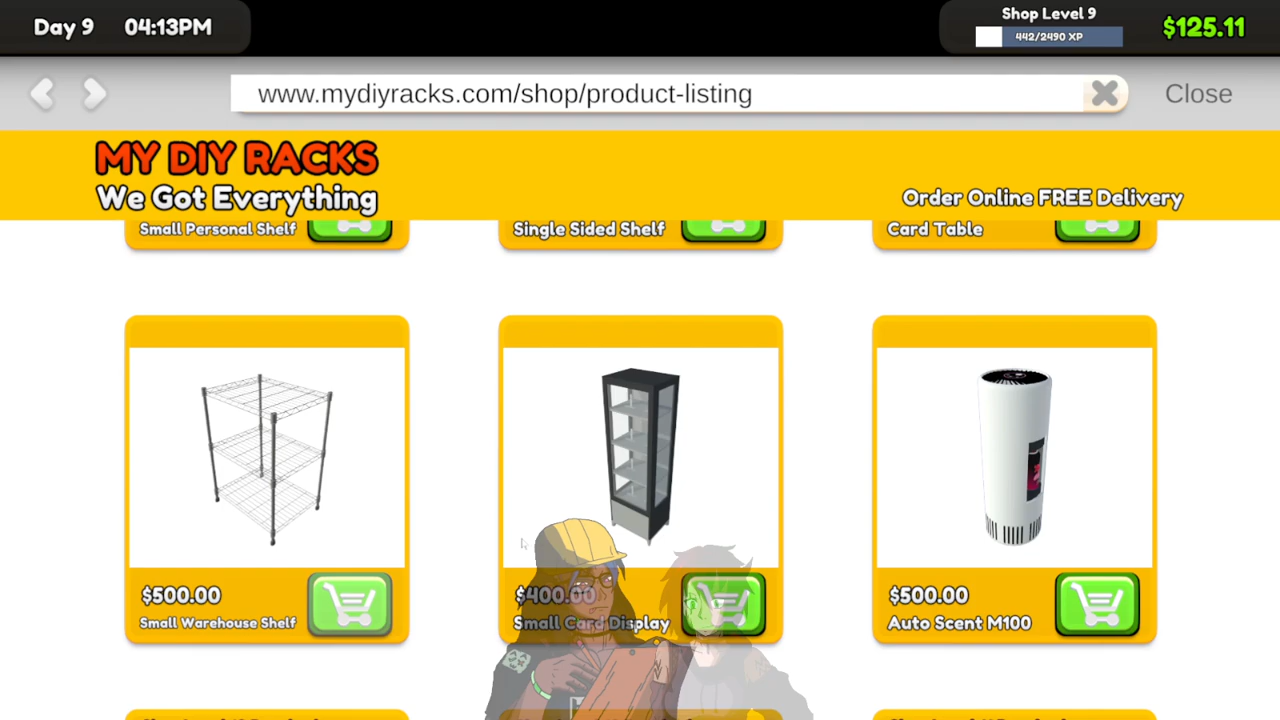 Day 9 04:13PM
Shop Level 9
442/2490 XP
$125.11
www.mydiyracks.com/shop/product-listing
Close
MY DIY RACKS
We Got Everything
Order Online FREE Delivery
Small Personal Shelf
Single Sided Shelf
Card Table
$500.00
Small Warehouse Shelf
$400.00
Small Card Display
$500.00
Auto Scent M100